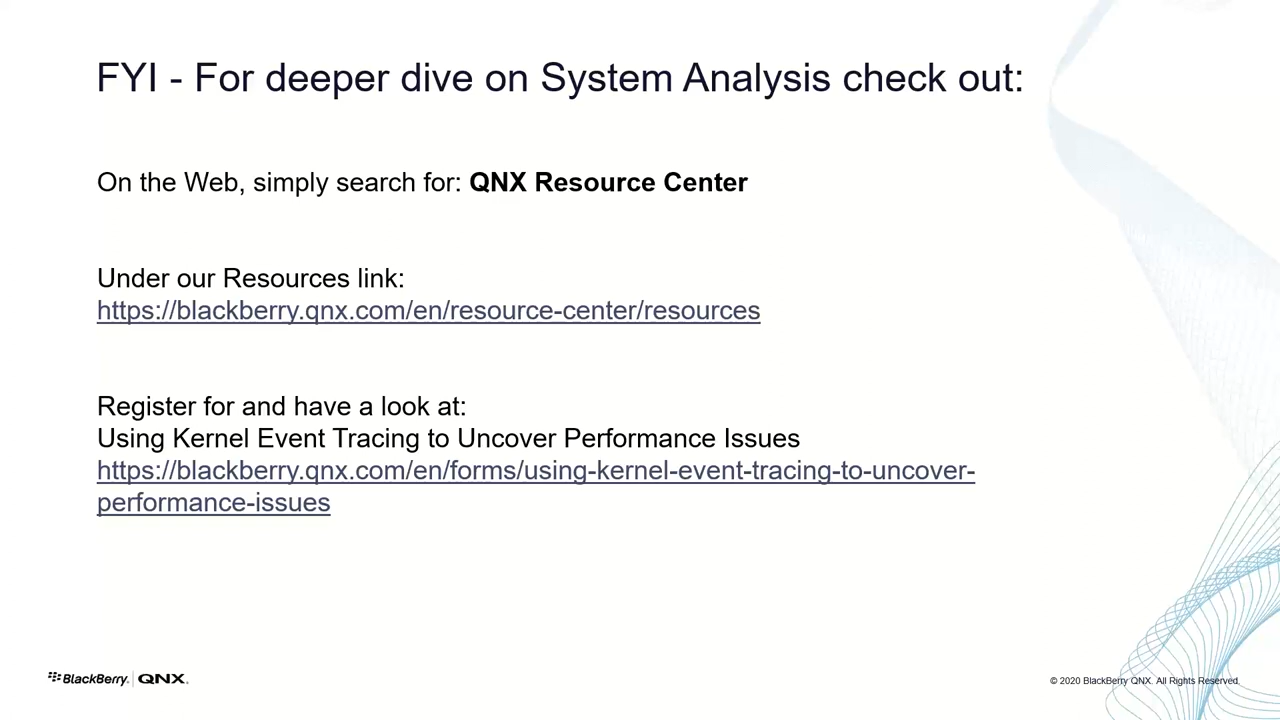 FYI - For deeper dive on System Analysis check out:
On the Web, simply search for: QNX Resource Center
Under our Resources link:
https://blackberry.qnx.com/en/resource-center/resources
Register for and have a look at:
Using Kernel Event Tracing to Uncover Performance Issues
https://blackberry.qnx.com/en/forms/using-kernel-event-tracing-to-uncover-
performance-issues
BlackBerry. QNX.
© 2020 BlackBerry QNX. All Rights Reserved.